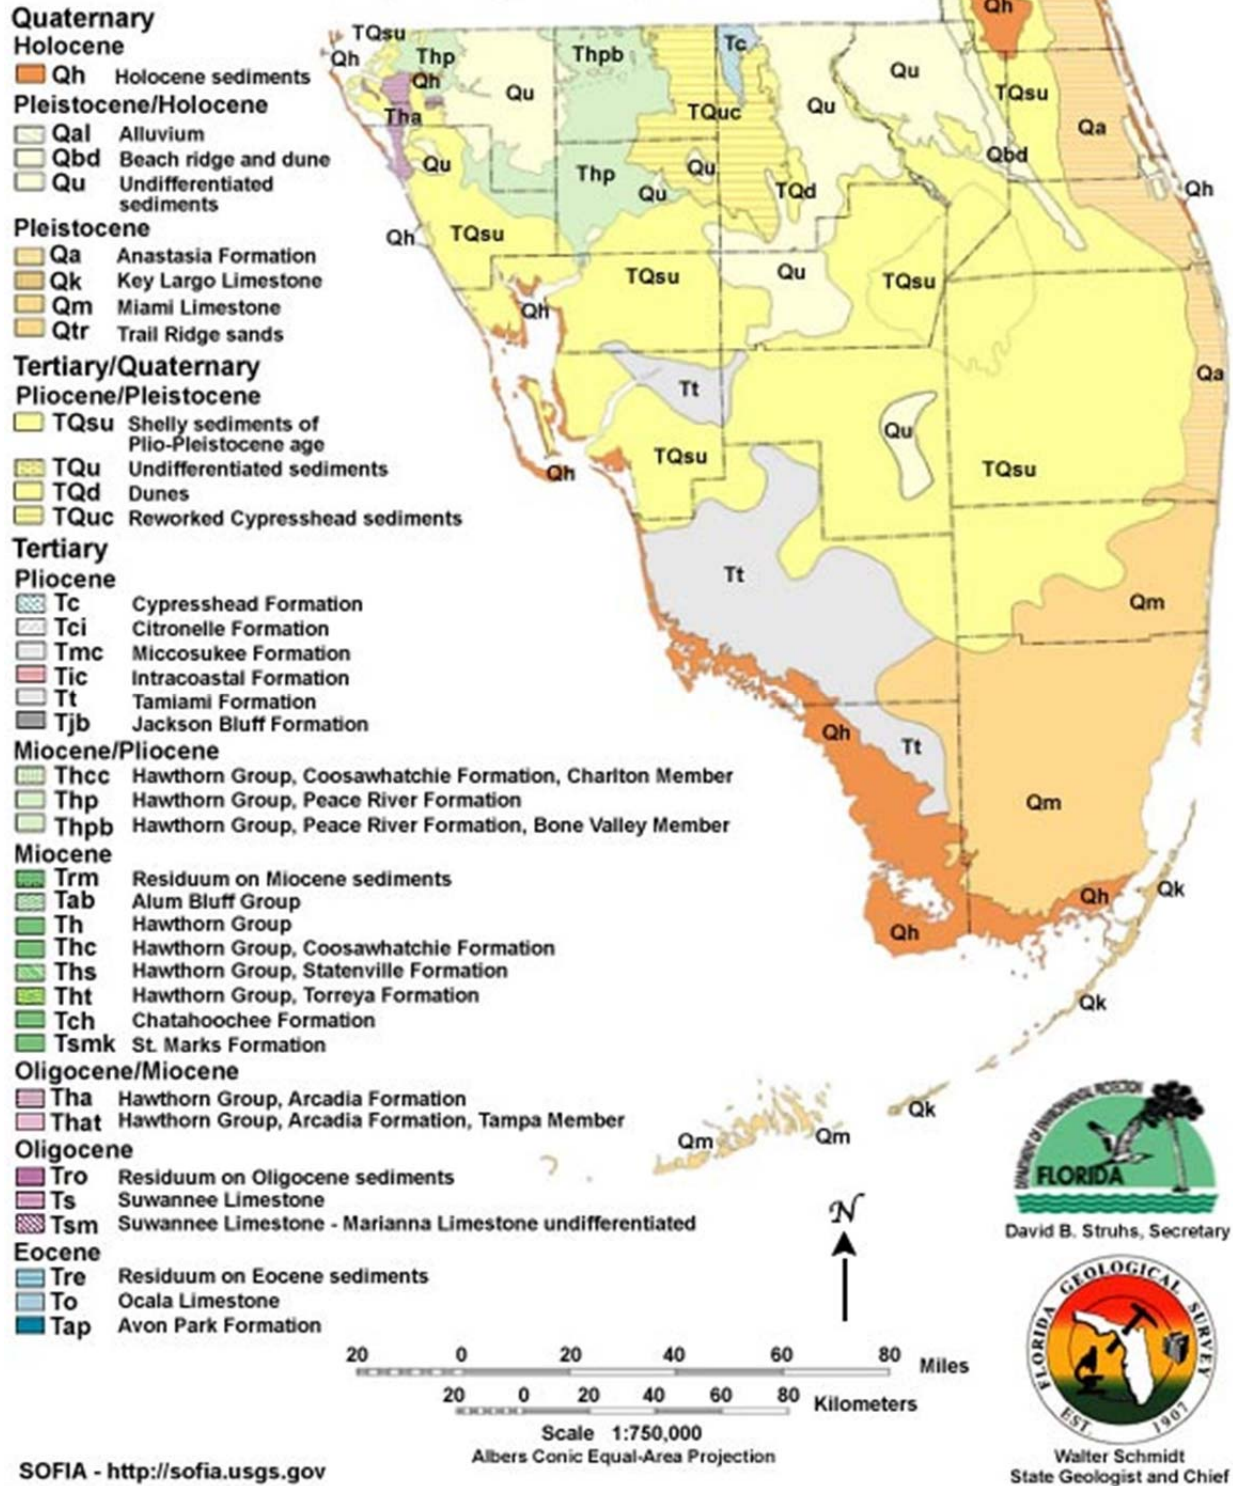 Quaternary
Holocene
Qh Holocene sediments
Pleistocene/Holocene
Qal Alluvium
Qbd Beach ridge and dune
Qu Undifferentiated
sediments
Pleistocene
Qa Anastasia Formation
Qk Key Largo Limestone
Qm Miami Limestone
Qtr Trail Ridge sands
Tertiary/Quaternary
Pliocene/Pleistocene
TQsu Shelly sediments of
Plio-Pleistocene age
TQu Undifferentiated sediments
TQd Dunes
TQuc Reworked Cypresshead sediments
Tertiary
Pliocene
Tc Cypresshead Formation
Tci Citronelle Formation
Tmc Miccosukee Formation
Tic Intracoastal Formation
Tt Tamiami Formation
Tjb Jackson Bluff Formation
Miocene/Pliocene
Thcc Hawthorn Group, Coosawhatchie Formation, Charlton Member
Thp Hawthorn Group, Peace River Formation
Thpb Hawthorn Group, Peace River Formation, Bone Valley Member
Miocene
Trm Residuum on Miocene sediments
Tab Alum Bluff Group
Th Hawthorn Group
Thc Hawthorn Group, Coosawhatchie Formation
Ths Hawthorn Group, Statenville Formation
Tht Hawthorn Group, Torreya Formation
Tch Chatahoochee Formation
Tsmk St. Marks Formation
Oligocene/Miocene
Tha Hawthorn Group, Arcadia Formation
That Hawthorn Group, Arcadia Formation, Tampa Member
Oligocene
Tro Residuum on Oligocene sediments
Ts Suwannee Limestone
Tsm Suwannee Limestone - Marianna Limestone undifferentiated
Eocene
Tre Residuum on Eocene sediments
To Ocala Limestone
Tap Avon Park Formation
Qh
TQsu
Qh
Thp
Qh
Thpb
Tc
Qu
Qu
TQsu
Tha
TQuc
Qu
Qa
Qu
Qu
Qbd
Thp
Qu
TQd
Qh
Qh
TQsu
TQsu
Qu
TQsu
Qh
Qa
Tt
Qu
TQsu
TQsu
Qh
Tt
Qm
Qh
Tt
Qm
Qh
Qk
Qh
Qk
Qk
Qm
Qm
N
20 0 20 40 60 80 Miles
20 0 20 40 60 80 Kilometers
Scale 1:750,000
Albers Conic Equal-Area Projection
DEPARTMENT OF ENVIRONMENTAL PROTECTION
FLORIDA
David B. Struhs, Secretary
FLORIDA GEOLOGICAL SURVEY
EST. 1907
Walter Schmidt
State Geologist and Chief
SOFIA - http://sofia.usgs.gov